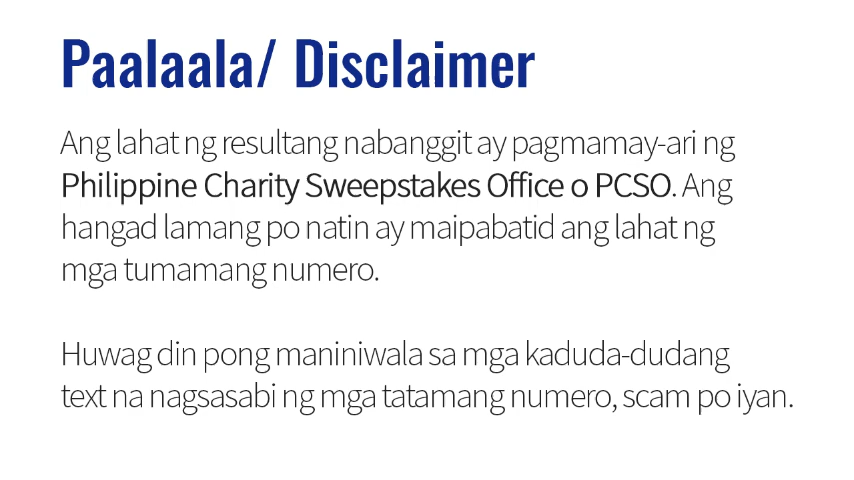 Paalaala/ Disclaimer
Ang lahat ng resultang nabanggit ay pagmamay-ari ng
Philippine Charity Sweepstakes Office o PCSO. Ang
hangad lamang po natin ay maipabatid ang lahat ng
mga tumamang numero.
Huwag din pong maniniwala sa mga kaduda-dudang
text na nagsasabi ng mga tatamang numero, scam po iyan.